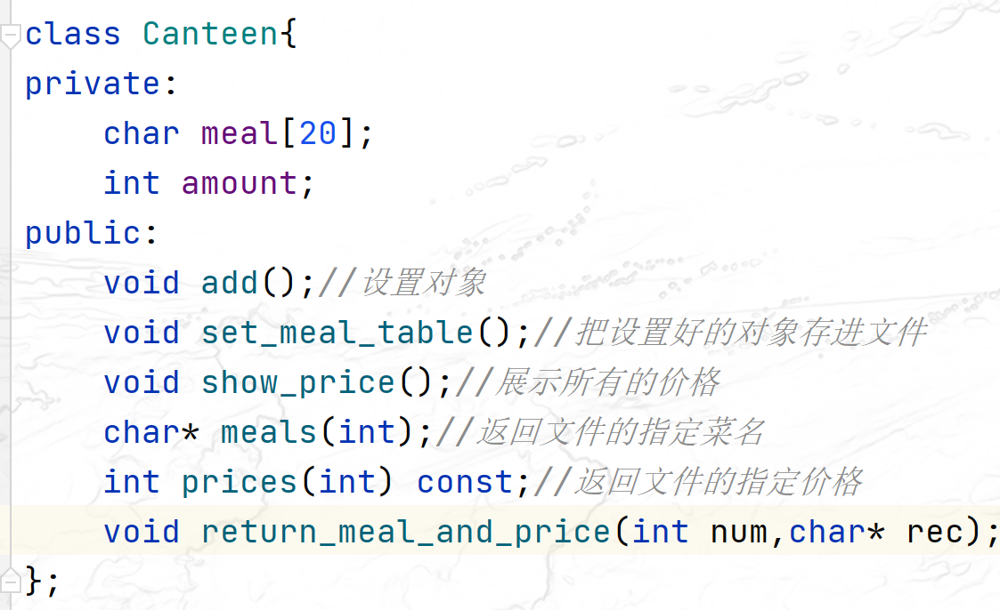 class Canteen{
private:
    char meal[20];
    int amount;
public:
    void add();//设置对象
    void set_meal_table();//把设置好的对象存进文件
    void show_price();//展示所有的价格
    char* meals(int);//返回文件的指定菜名
    int prices(int) const;//返回文件的指定价格
    void return_meal_and_price(int num,char* rec);
};